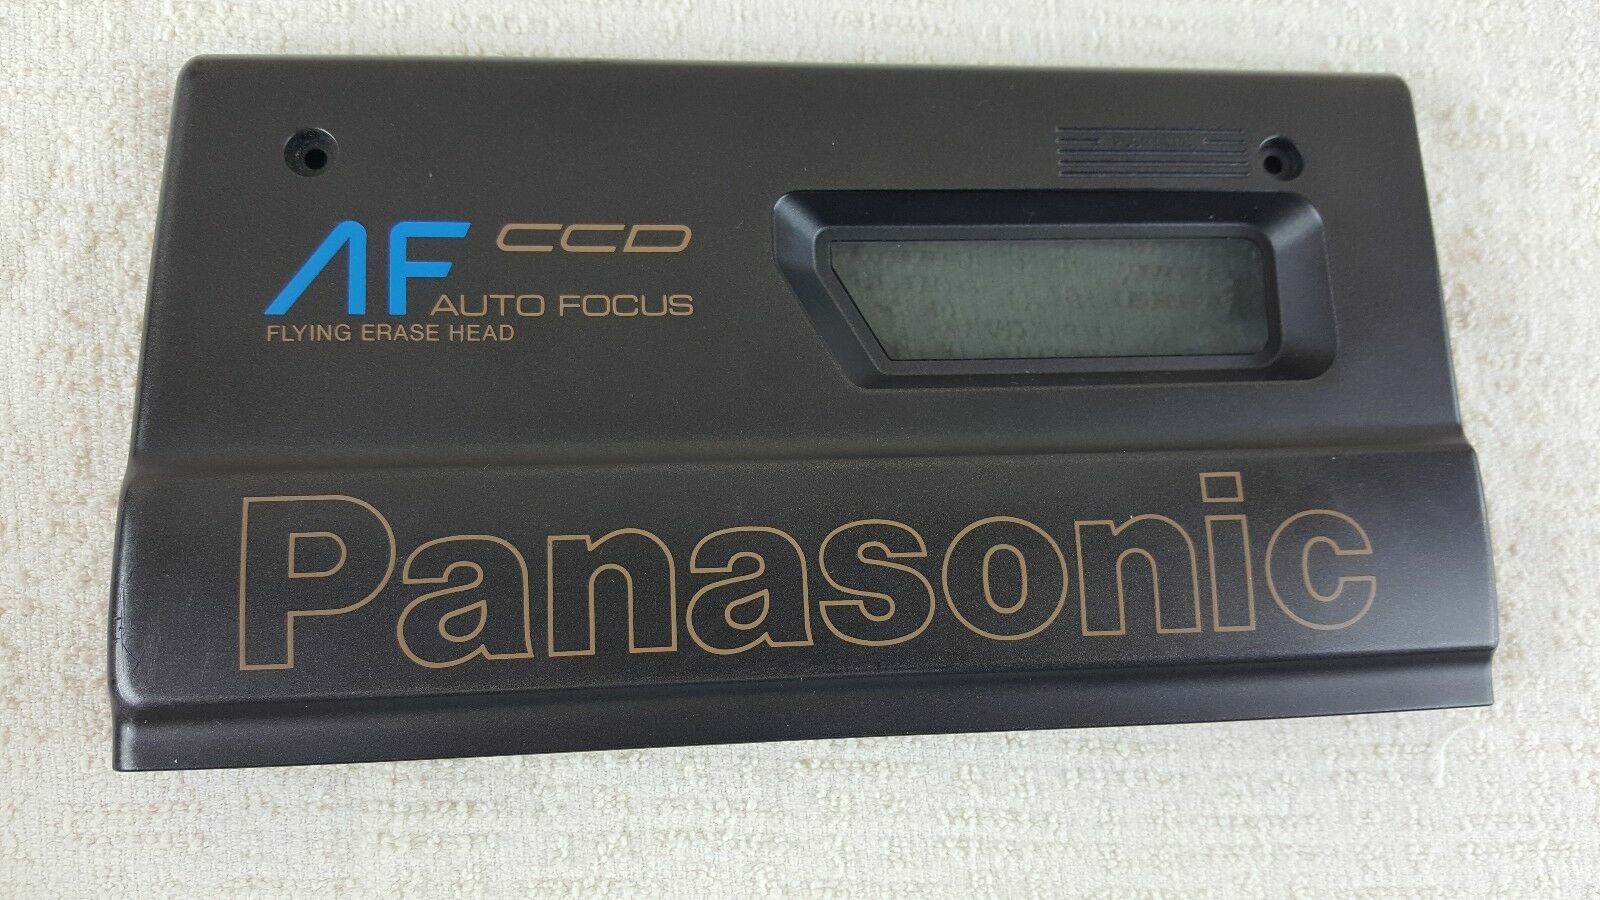 AF CCD
AUTO FOCUS
FLYING ERASE HEAD
Panasonic